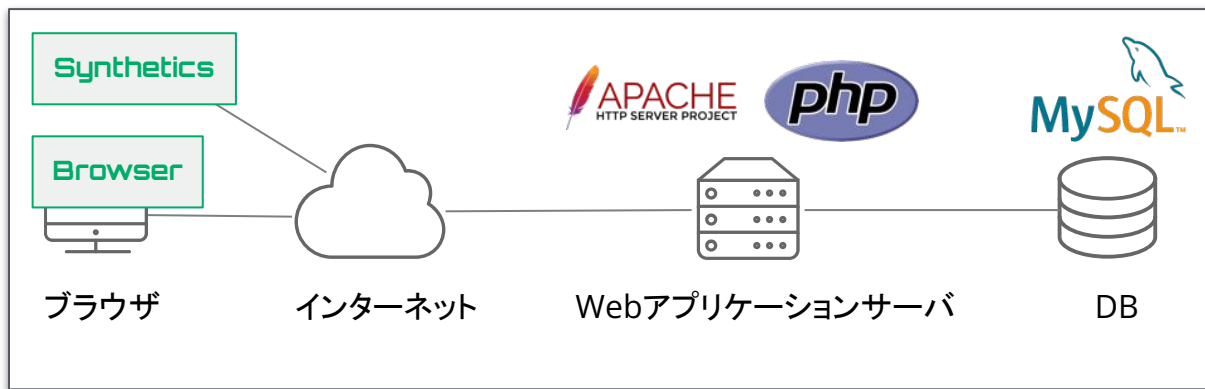 Synthetics
Browser
APACHE
HTTP SERVER PROJECT
php
MySQL™
ブラウザ
インターネット
Webアプリケーションサーバ
DB